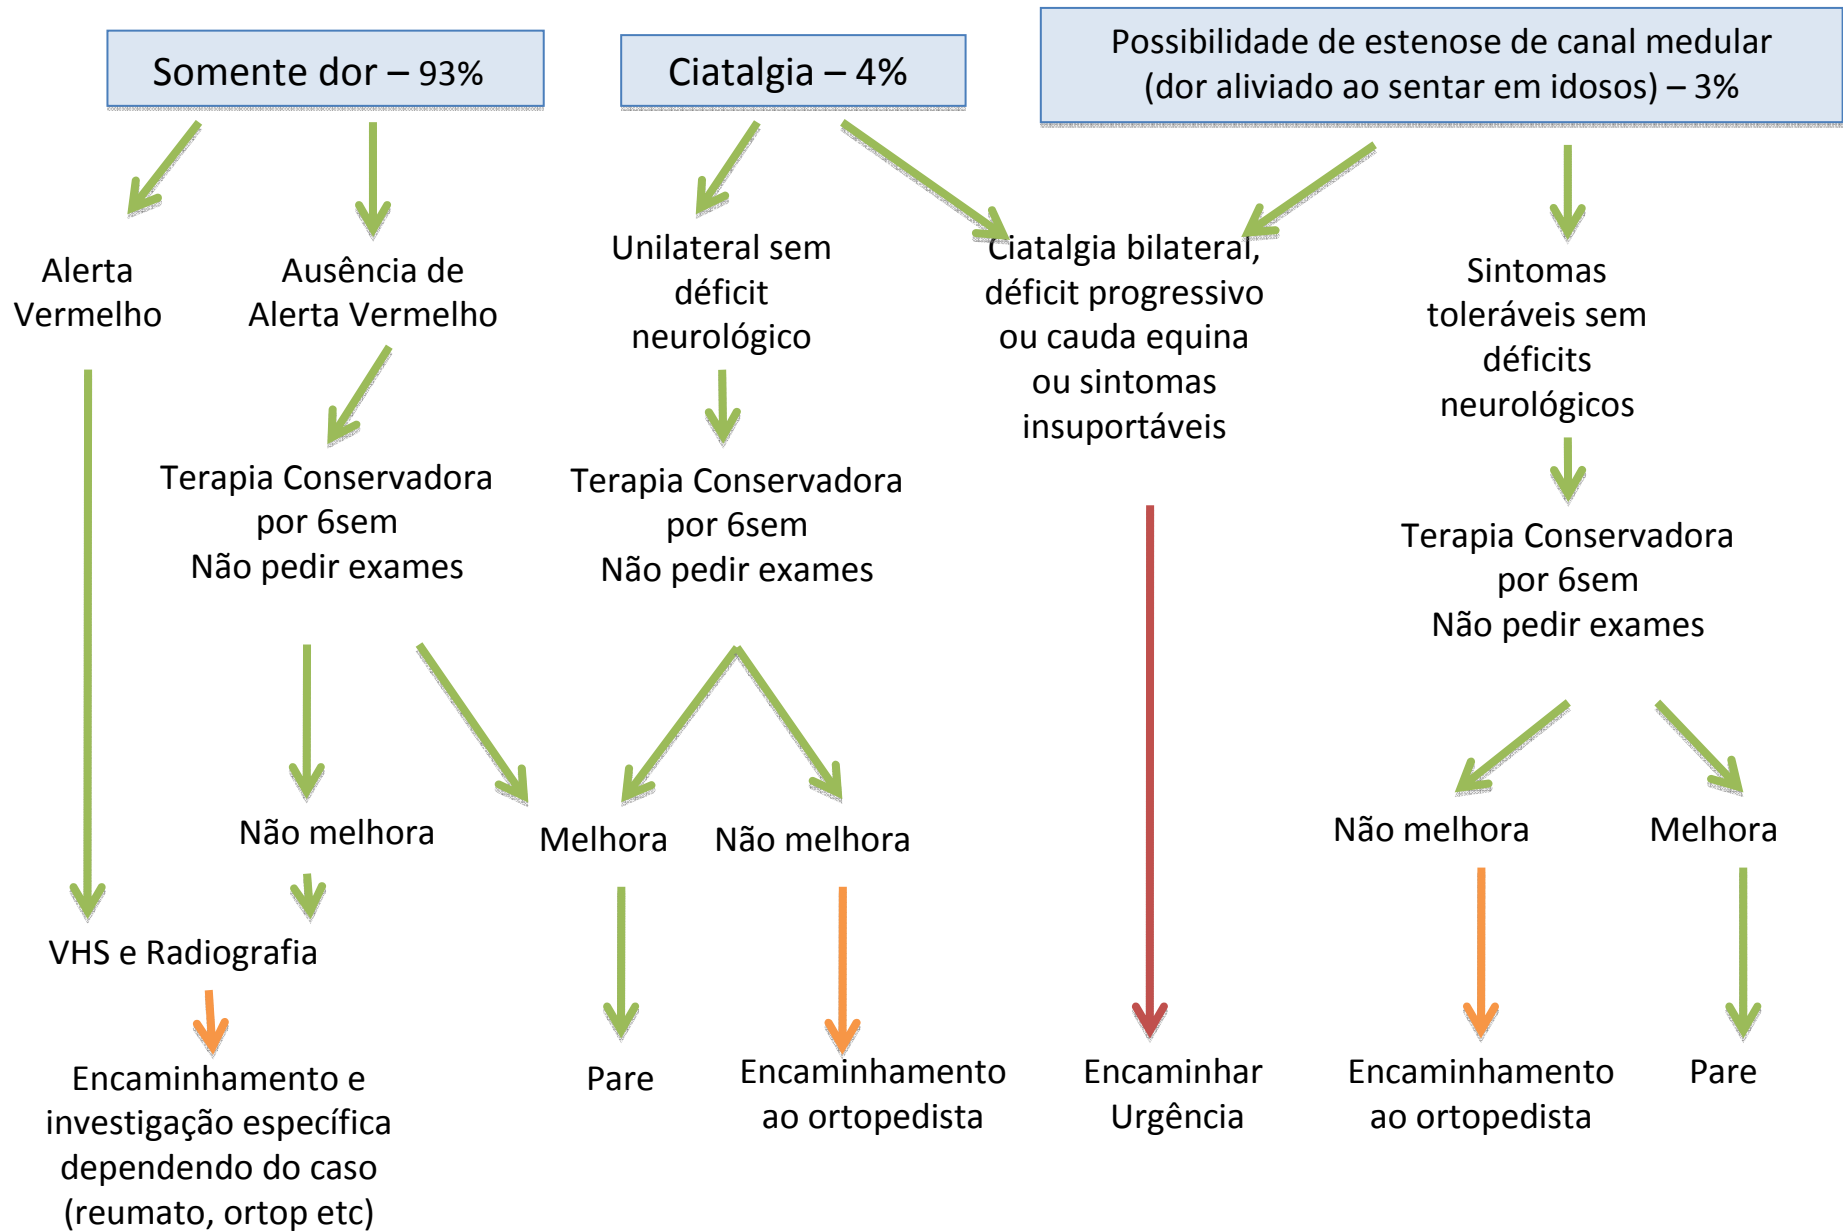 Somente dor – 93%
Ciatalgia – 4%
Possibilidade de estenose de canal medular
(dor aliviado ao sentar em idosos) – 3%
Alerta
Vermelho
Ausência de
Alerta Vermelho
Unilateral sem
déficit
neurológico
Ciatalgia bilateral,
déficit progressivo
ou cauda equina
ou sintomas
insuportáveis
Sintomas
toleráveis sem
déficits
neurológicos
Terapia Conservadora
por 6sem
Não pedir exames
Terapia Conservadora
por 6sem
Não pedir exames
Terapia Conservadora
por 6sem
Não pedir exames
Não melhora
Melhora
Não melhora
Não melhora
Melhora
VHS e Radiografia
Encaminhamento e
investigação específica
dependendo do caso
(reumato, ortop etc)
Pare
Encaminhamento
ao ortopedista
Encaminhar
Urgência
Encaminhamento
ao ortopedista
Pare